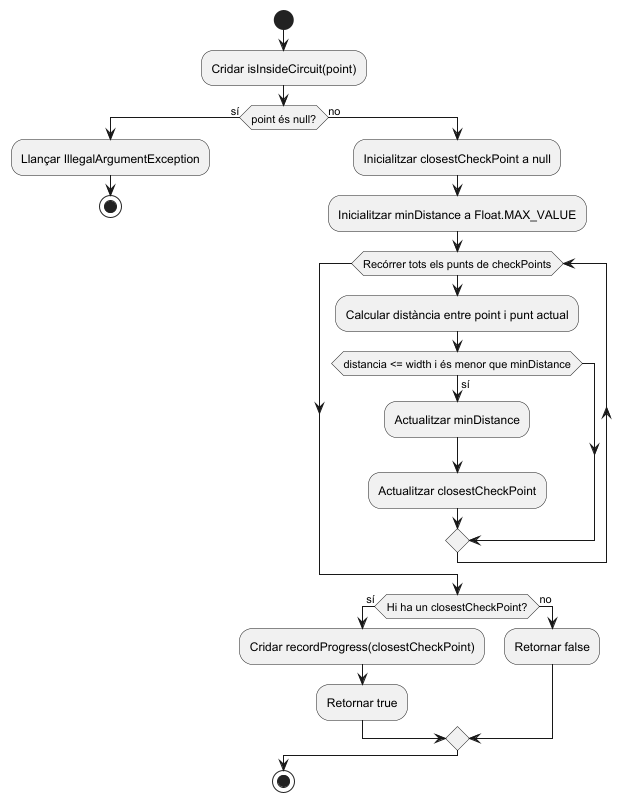 Cridar isInsideCircuit(point)
sí
point és null?
no
Llançar IllegalArgumentException
Inicialitzar closestCheckPoint a null
Inicialitzar minDistance a Float.MAX_VALUE
Recórrer tots els punts de checkPoints
Calcular distància entre point i punt actual
distancia <= width i és menor que minDistance
sí
Actualitzar minDistance
Actualitzar closestCheckPoint
sí
Hi ha un closestCheckPoint?
no
Cridar recordProgress(closestCheckPoint)
Retornar false
Retornar true